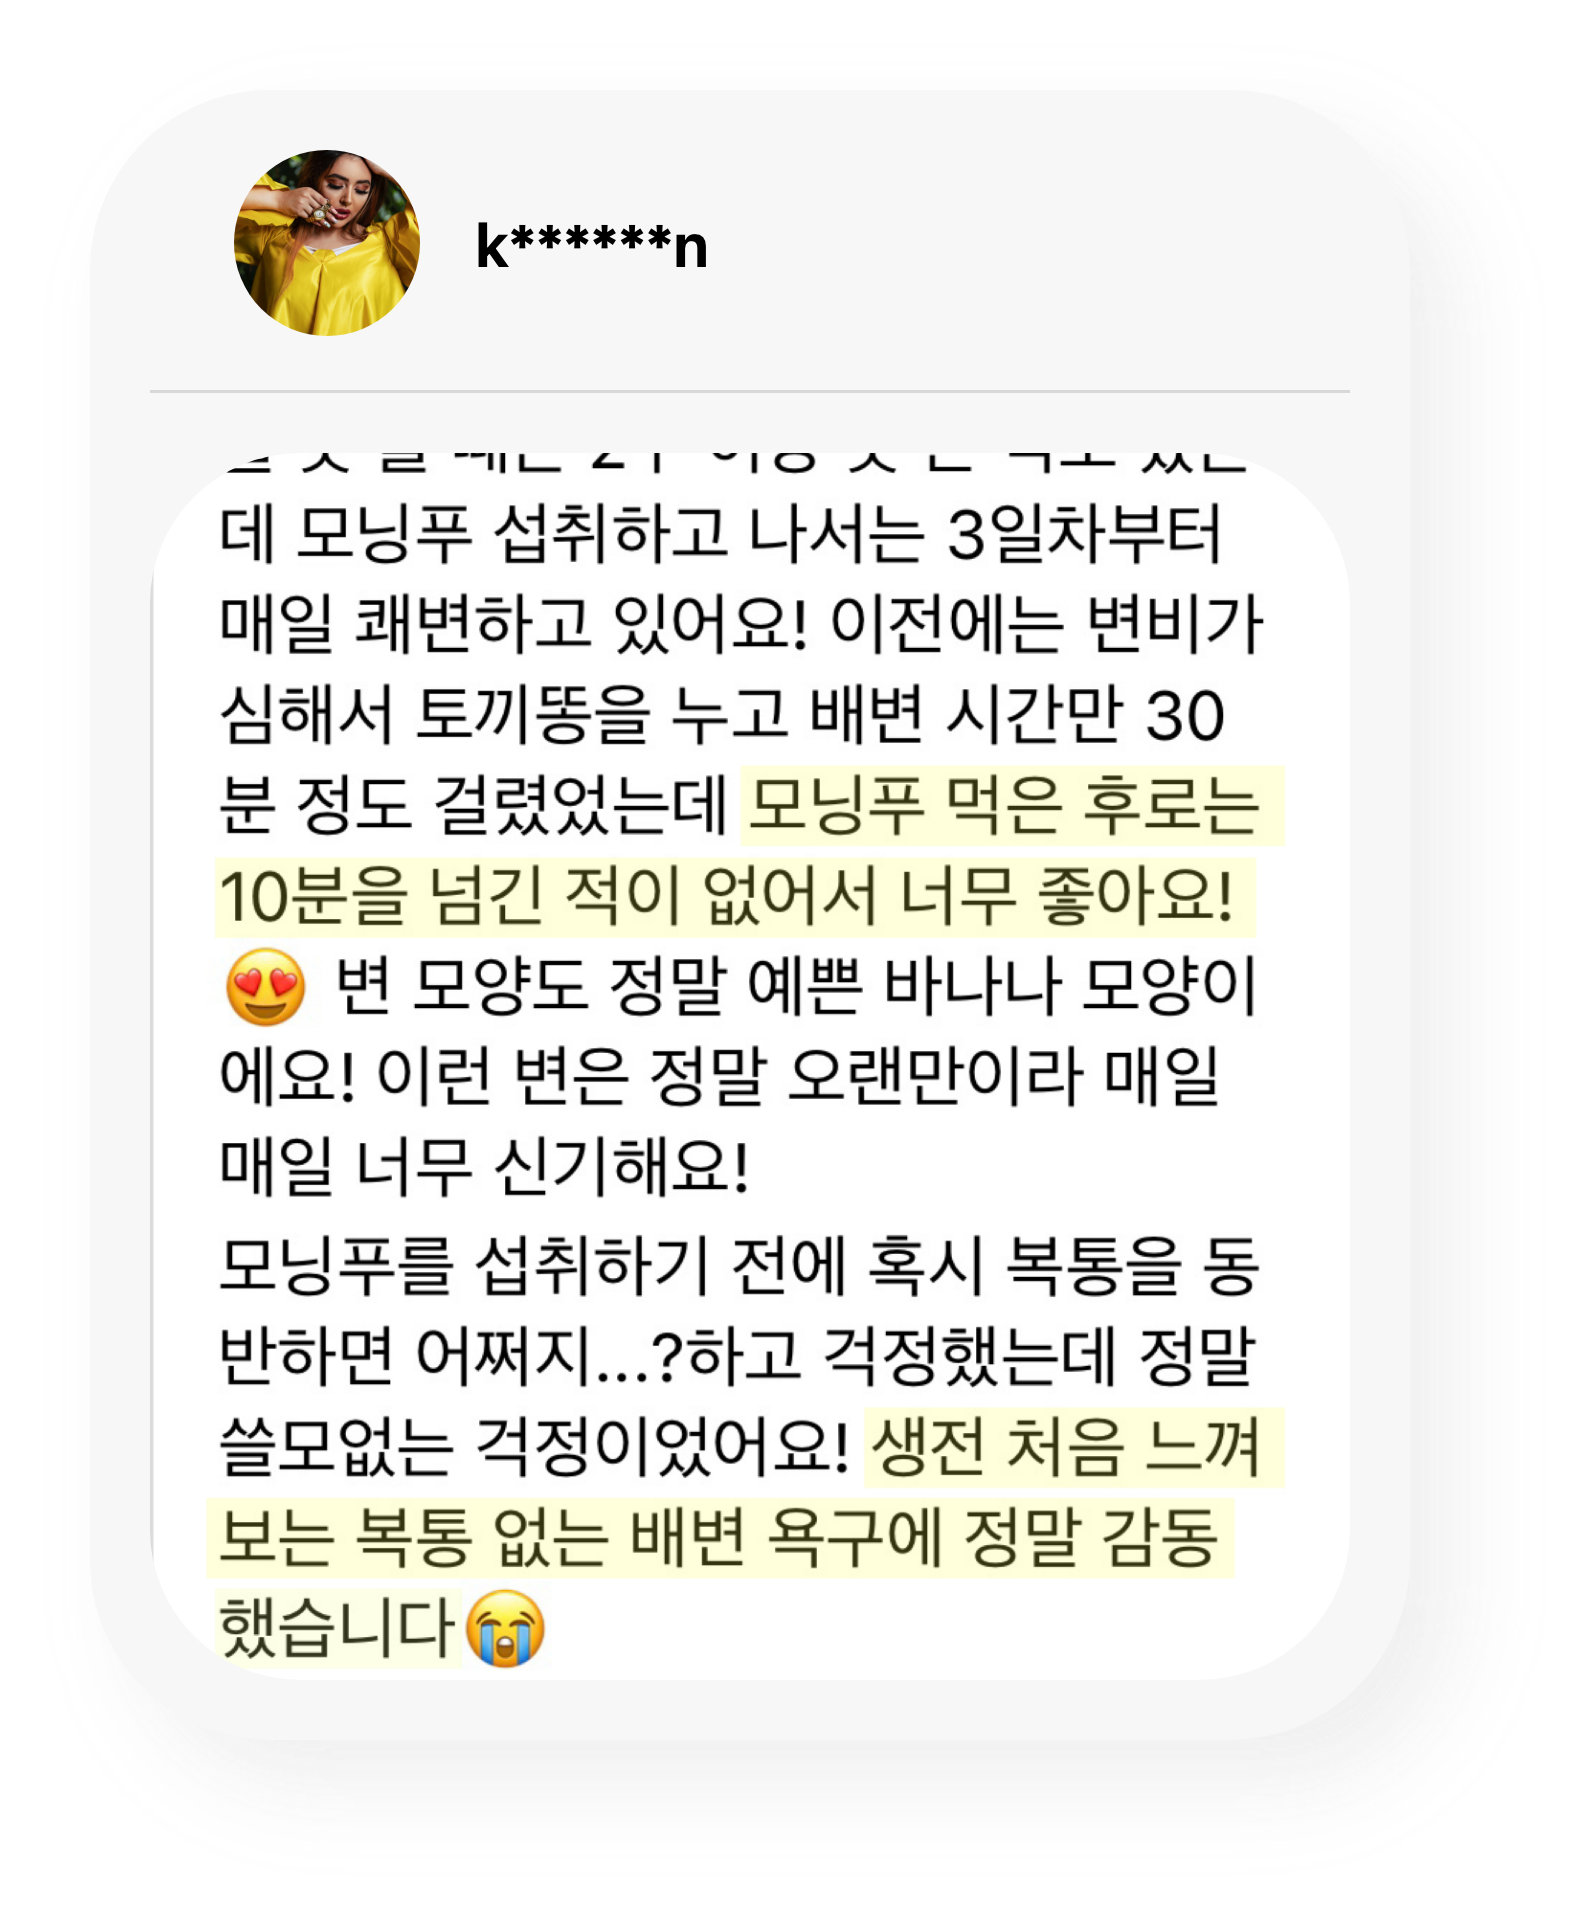 k******n
데 모닝푸 섭취하고 나서는 3일차부터
매일 쾌변하고 있어요! 이전에는 변비가
심해서 토끼똥을 누고 배변 시간만 30
분 정도 걸렸었는데 모닝푸 먹은 후로는
10분을 넘긴 적이 없어서 너무 좋아요!
😍 변 모양도 정말 예쁜 바나나 모양이
에요! 이런 변은 정말 오랜만이라 매일
매일 너무 신기해요!
모닝푸를 섭취하기 전에 혹시 복통을 동
반하면 어쩌지...?하고 걱정했는데 정말
쓸모없는 걱정이었어요! 생전 처음 느껴
보는 복통 없는 배변 욕구에 정말 감동
했습니다😭